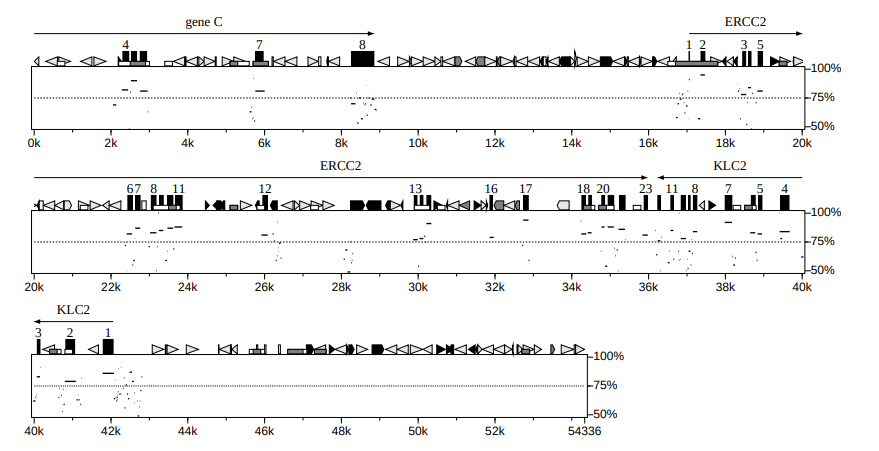 gene C ERCC2
4 7 8 1 2 3 5
100%
75%
50%
0k 2k 4k 6k 8k 10k 12k 14k 16k 18k 20k
ERCC2 KLC2
6 7 8 11 12 13 16 17 18 20 23 11 8 7 5 4
100%
75%
50%
20k 22k 24k 26k 28k 30k 32k 34k 36k 38k 40k
KLC2
3 2 1
100%
75%
50%
40k 42k 44k 46k 48k 50k 52k 54336